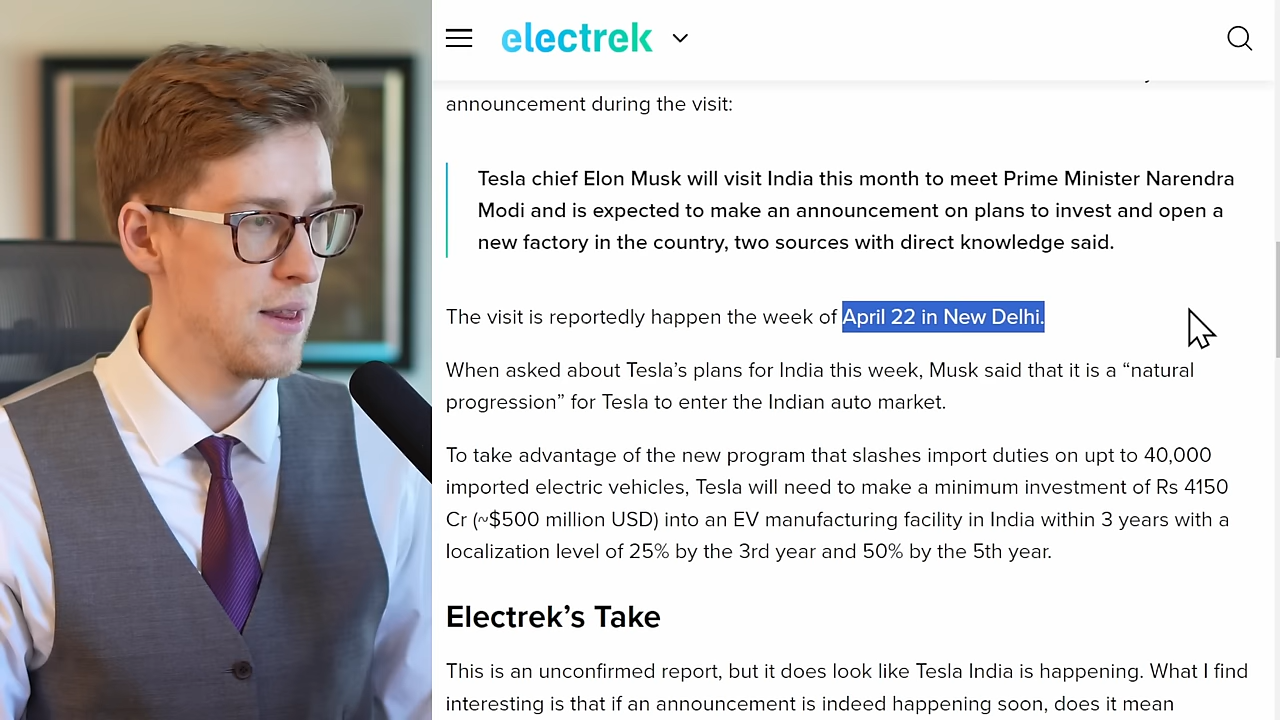 electrek
announcement during the visit:
Tesla chief Elon Musk will visit India this month to meet Prime Minister Narendra
Modi and is expected to make an announcement on plans to invest and open a
new factory in the country, two sources with direct knowledge said.
The visit is reportedly happen the week of April 22 in New Delhi.
When asked about Tesla’s plans for India this week, Musk said that it is a “natural
progression” for Tesla to enter the Indian auto market.
To take advantage of the new program that slashes import duties on upt to 40,000
imported electric vehicles, Tesla will need to make a minimum investment of Rs 4150
Cr (~$500 million USD) into an EV manufacturing facility in India within 3 years with a
localization level of 25% by the 3rd year and 50% by the 5th year.
Electrek’s Take
This is an unconfirmed report, but it does look like Tesla India is happening. What I find
interesting is that if an announcement is indeed happening soon, does it mean